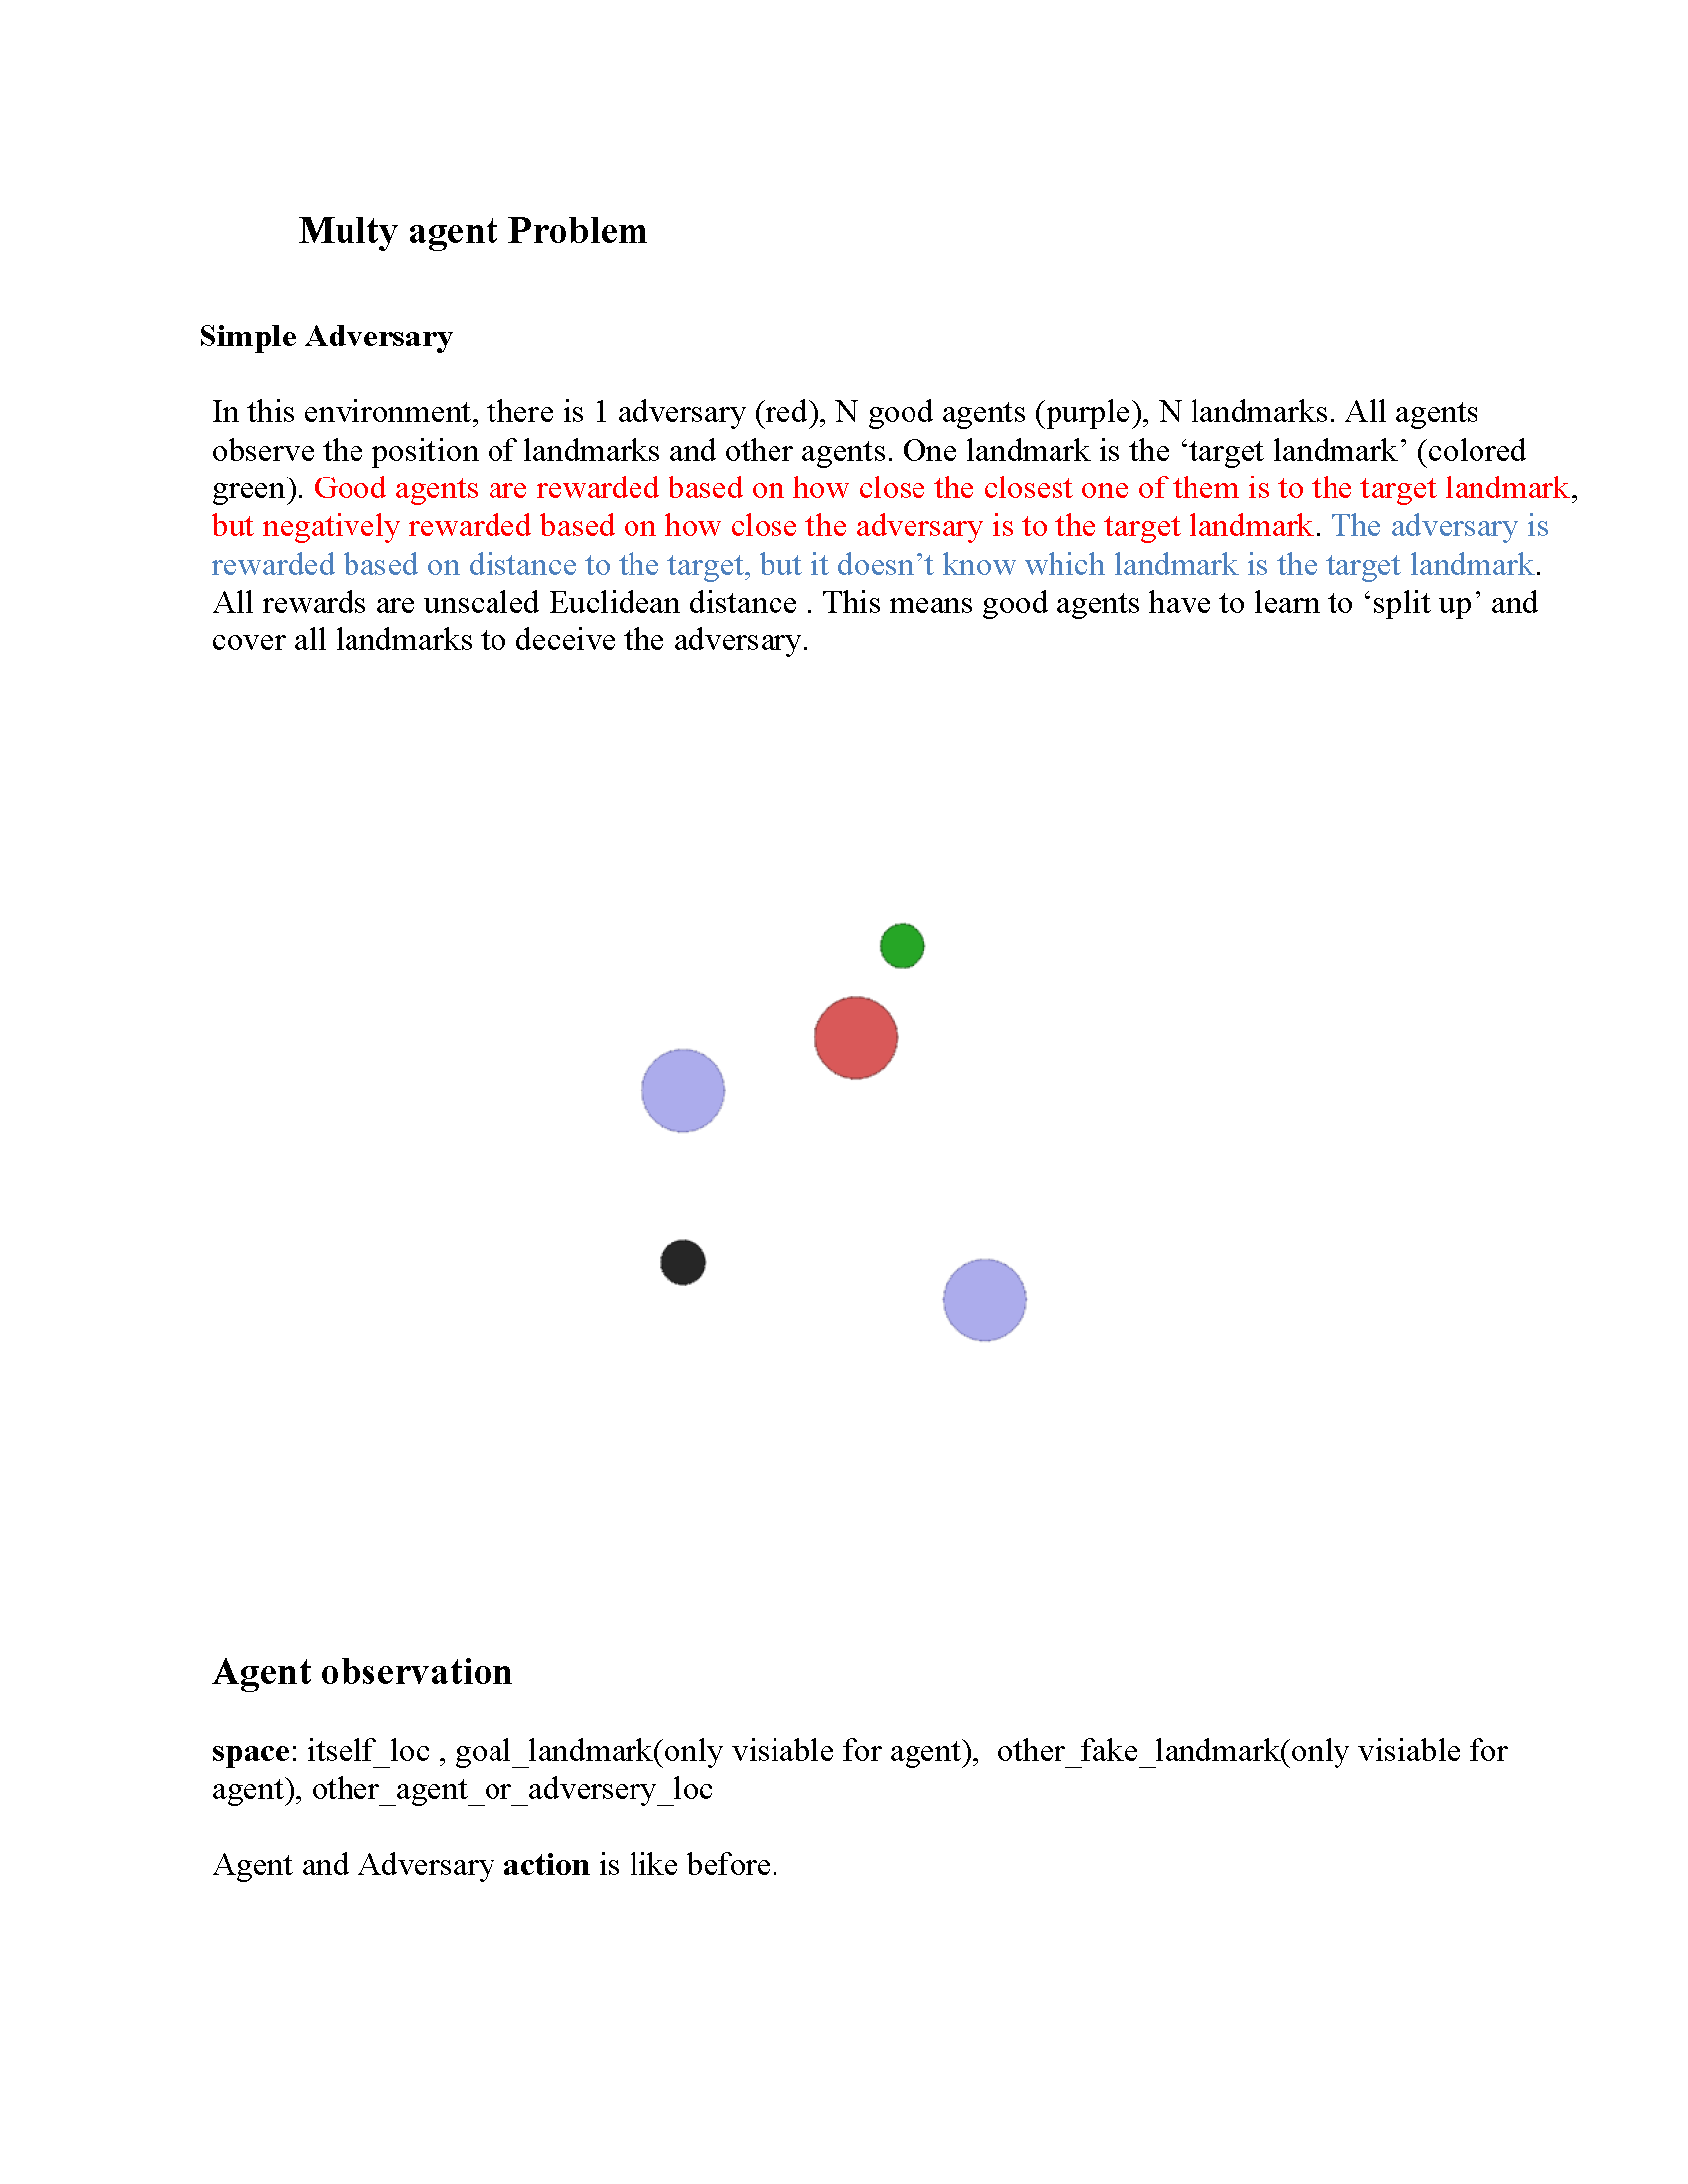 Multy agent Problem
Simple Adversary
In this environment, there is 1 adversary (red), N good agents (purple), N landmarks. All agents
observe the position of landmarks and other agents. One landmark is the ‘target landmark’ (colored
green). Good agents are rewarded based on how close the closest one of them is to the target landmark,
but negatively rewarded based on how close the adversary is to the target landmark. The adversary is
rewarded based on distance to the target, but it doesn’t know which landmark is the target landmark.
All rewards are unscaled Euclidean distance . This means good agents have to learn to ‘split up’ and
cover all landmarks to deceive the adversary.
Agent observation
space: itself_loc , goal_landmark(only visiable for agent),  other_fake_landmark(only visiable for
agent), other_agent_or_adversery_loc
Agent and Adversary action is like before.